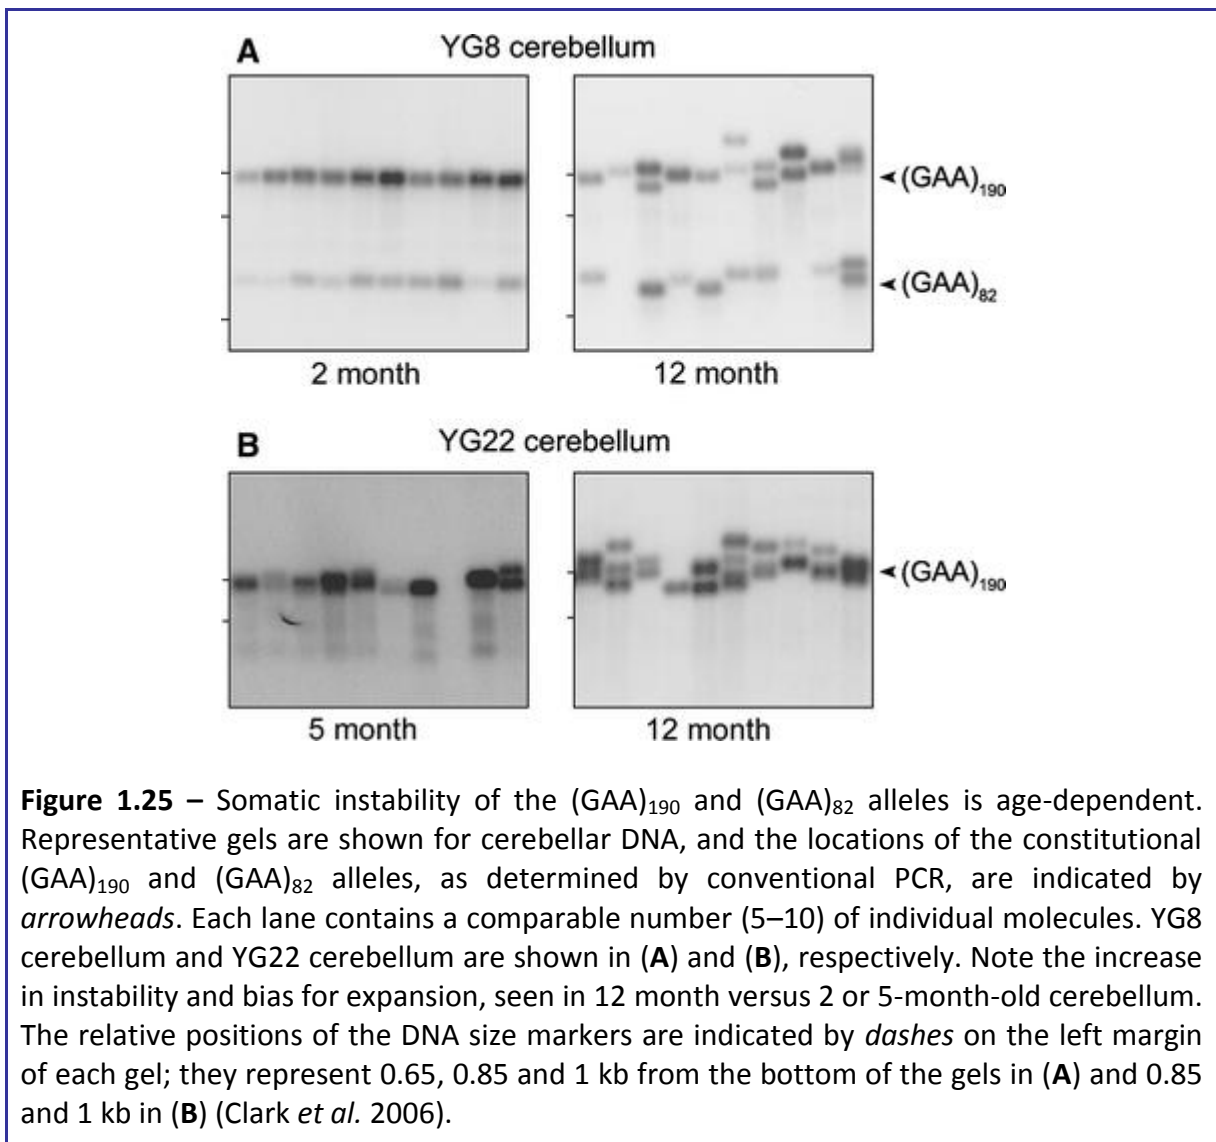 A YG8 cerebellum
(GAA)190
(GAA)82
2 month 12 month
B YG22 cerebellum
(GAA)190
5 month 12 month
Figure 1.25 – Somatic instability of the (GAA)190 and (GAA)82 alleles is age-dependent.
Representative gels are shown for cerebellar DNA, and the locations of the constitutional
(GAA)190 and (GAA)82 alleles, as determined by conventional PCR, are indicated by
arrowheads. Each lane contains a comparable number (5–10) of individual molecules. YG8
cerebellum and YG22 cerebellum are shown in (A) and (B), respectively. Note the increase
in instability and bias for expansion, seen in 12 month versus 2 or 5-month-old cerebellum.
The relative positions of the DNA size markers are indicated by dashes on the left margin
of each gel; they represent 0.65, 0.85 and 1 kb from the bottom of the gels in (A) and 0.85
and 1 kb in (B) (Clark et al. 2006).